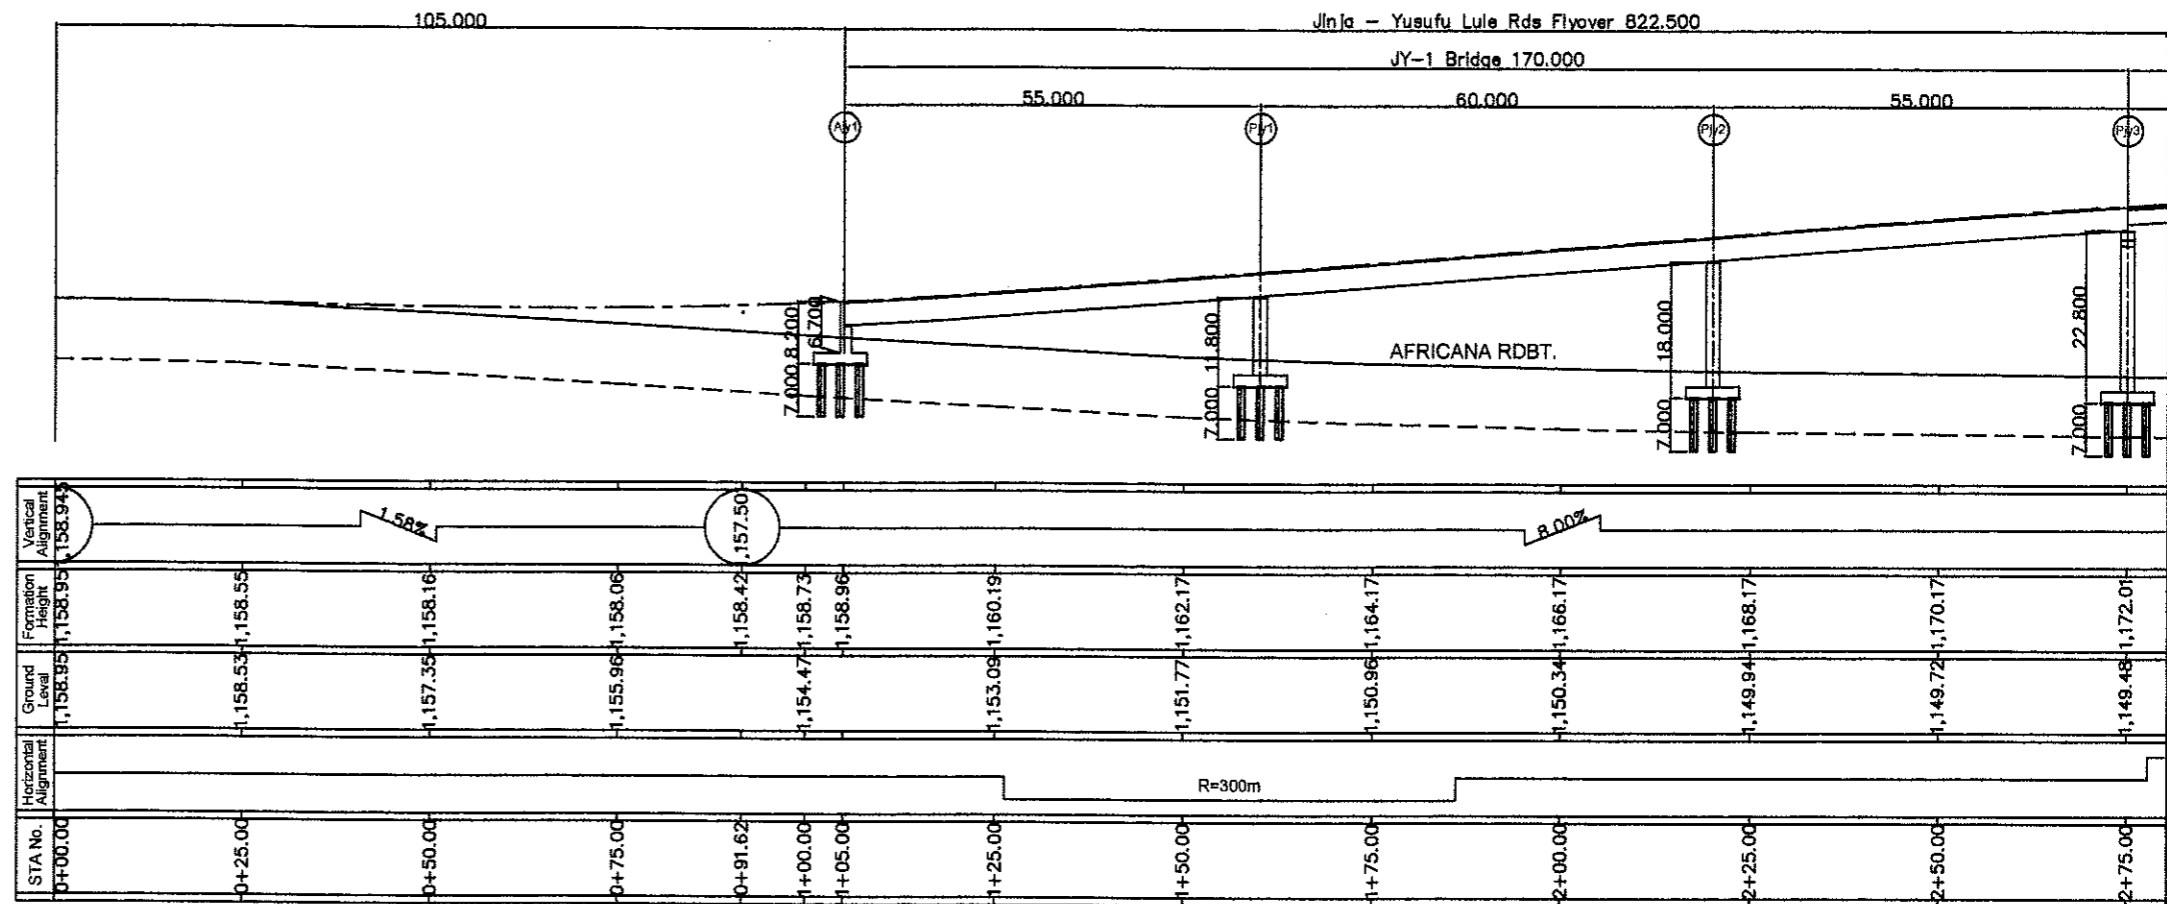 105.000
Jinja - Yusufu Lule Rds Flyover 822.500
JY-1 Bridge 170.000
55.000 60.000 55.000
Ajy1 Pjy1 Pjy2 Pjy3
8.200 6.700 7.000
11.800 7.000
AFRICANA RDBT.
18.000 7.000
22.800 7.000
Vertical Alignment 1,158.945 1.58% 1,157.50 8.00%
Formation Height 1,158.95 1,158.55 1,158.16 1,158.06 1,158.42 1,158.73 1,158.96 1,160.19 1,162.17 1,164.17 1,166.17 1,168.17 1,170.17 1,172.01
Ground Level 1,158.95 1,158.53 1,157.35 1,155.96 1,154.47 1,153.09 1,151.77 1,150.96 1,150.34 1,149.94 1,149.72 1,149.48
Horizontal Alignment R=300m
STA No. 0+00.00 0+25.00 0+50.00 0+75.00 0+91.62 1+00.00 1+05.00 1+25.00 1+50.00 1+75.00 2+00.00 2+25.00 2+50.00 2+75.00